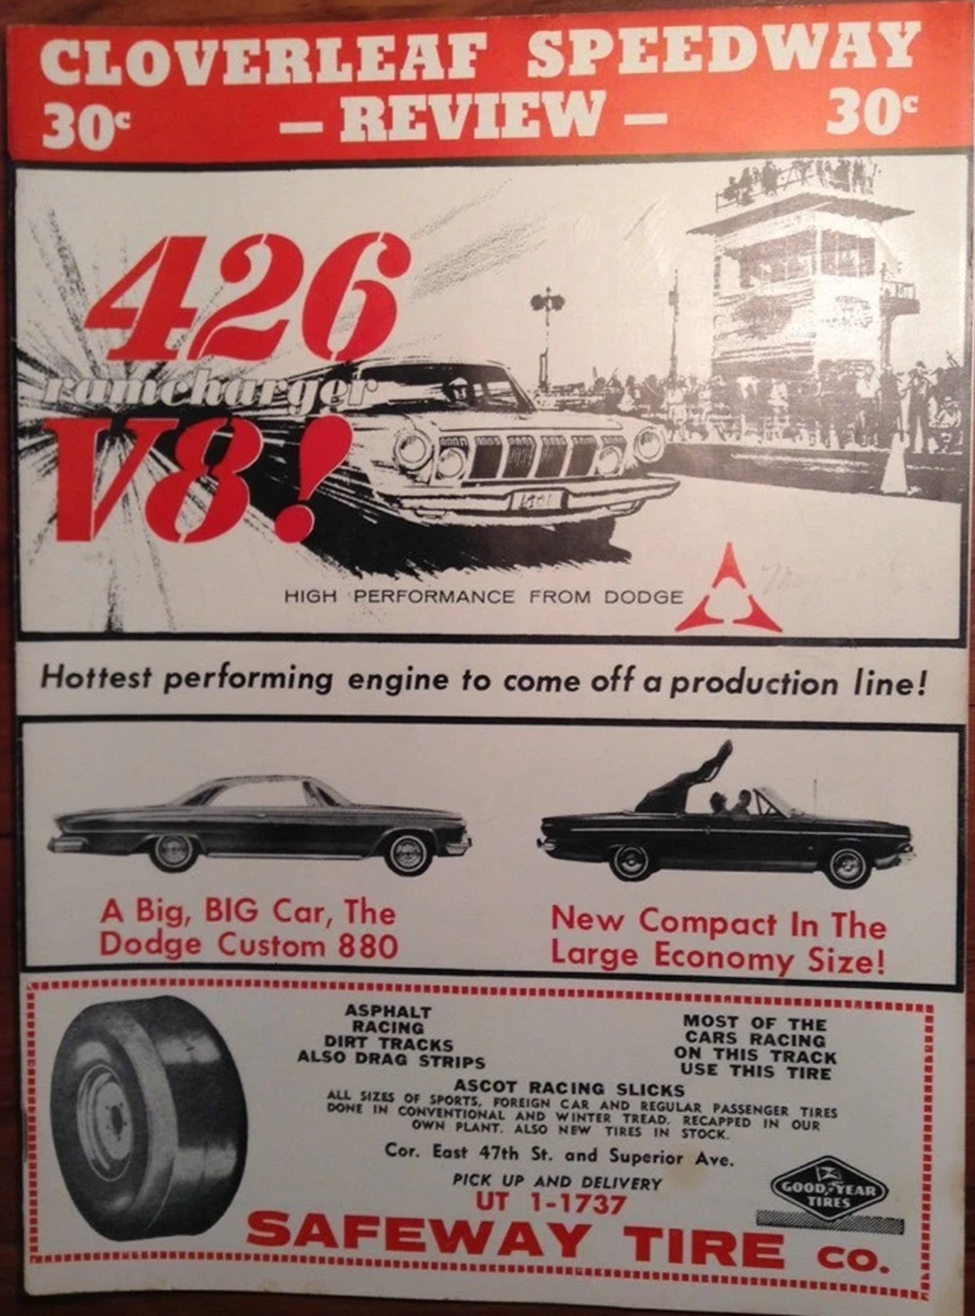 CLOVERLEAF SPEEDWAY
30c — REVIEW — 30c
426
ramcharger
V8!
HIGH PERFORMANCE FROM DODGE
Hottest performing engine to come off a production line!
A Big, BIG Car, The
Dodge Custom 880
New Compact In The
Large Economy Size!
ASPHALT
RACING
DIRT TRACKS
ALSO DRAG STRIPS
MOST OF THE
CARS RACING
ON THIS TRACK
USE THIS TIRE
ASCOT RACING SLICKS
ALL SIZES OF SPORTS, FOREIGN CAR AND REGULAR PASSENGER TIRES
DONE IN CONVENTIONAL AND WINTER TREAD. RECAPPED IN OUR
OWN PLANT. ALSO NEW TIRES IN STOCK.
Cor. East 47th St. and Superior Ave.
PICK UP AND DELIVERY
UT 1-1737
GOOD YEAR
TIRES
SAFEWAY TIRE CO.